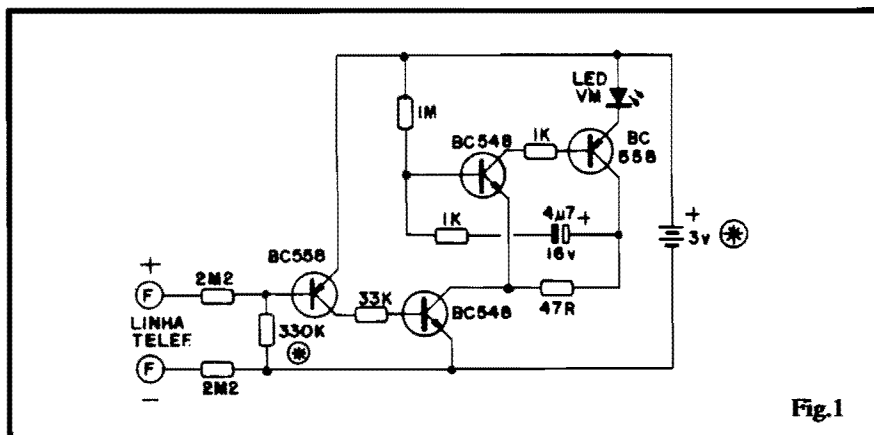 LED
VM
1M
BC548
1K
BC
558
1K
4µ7 +
16v
+
3v
BC558
+
2M2
33K
BC548
47R
F
LINHA
TELEF.
330K
F
2M2
−
Fig.1